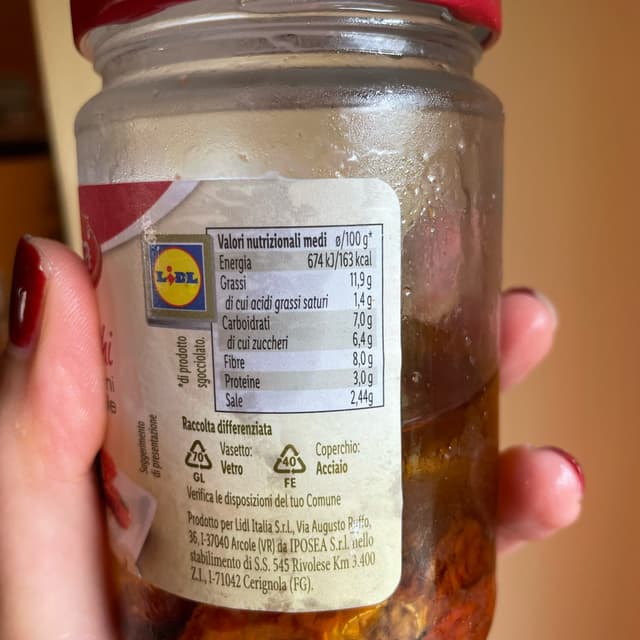 LIDL
Valori nutrizionali medi ø/100 g*
Energia 674 kJ/163 kcal
Grassi 11,9 g
di cui acidi grassi saturi 1,4 g
Carboidrati 7,0 g
di cui zuccheri 6,4 g
Fibre 8,0 g
Proteine 3,0 g
Sale 2,44g
*di prodotto
sgocciolato.
Suggerimento
di presentazione
Raccolta differenziata
70 Vasetto: 40 Coperchio:
Vetro Acciaio
GL FE
Verifica le disposizioni del tuo Comune
Prodotto per Lidl Italia S.r.l., Via Augusto Ruffo,
36, I-37040 Arcole (VR) da IPOSEA S.r.l. nello
stabilimento di S.S. 545 Rivolese Km 3.400
Z.I., I-71042 Cerignola (FG).